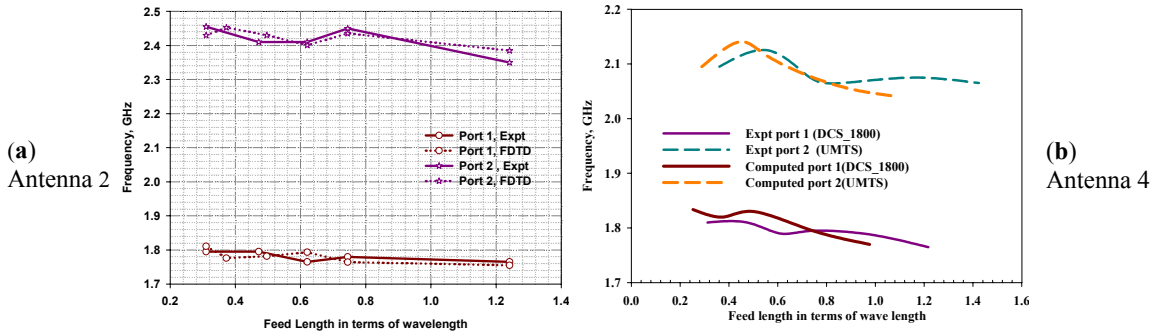 (a)
Antenna 2
Frequency, GHz
2.5
2.4
2.3
2.2
2.1
2.0
1.9
1.8
1.7
0.2 0.4 0.6 0.8 1.0 1.2 1.4
Feed Length in terms of wavelength
Port 1, Expt
Port 1, FDTD
Port 2 , Expt
Port 2, FDTD
Frequency, GHz
2.2
2.1
2.0
1.9
1.8
1.7
0.0 0.2 0.4 0.6 0.8 1.0 1.2 1.4 1.6
Feed length in terms of wave length
Expt port 1 (DCS_1800)
Expt port 2 (UMTS)
Computed port 1(DCS_1800)
Computed port 2(UMTS)
(b)
Antenna 4